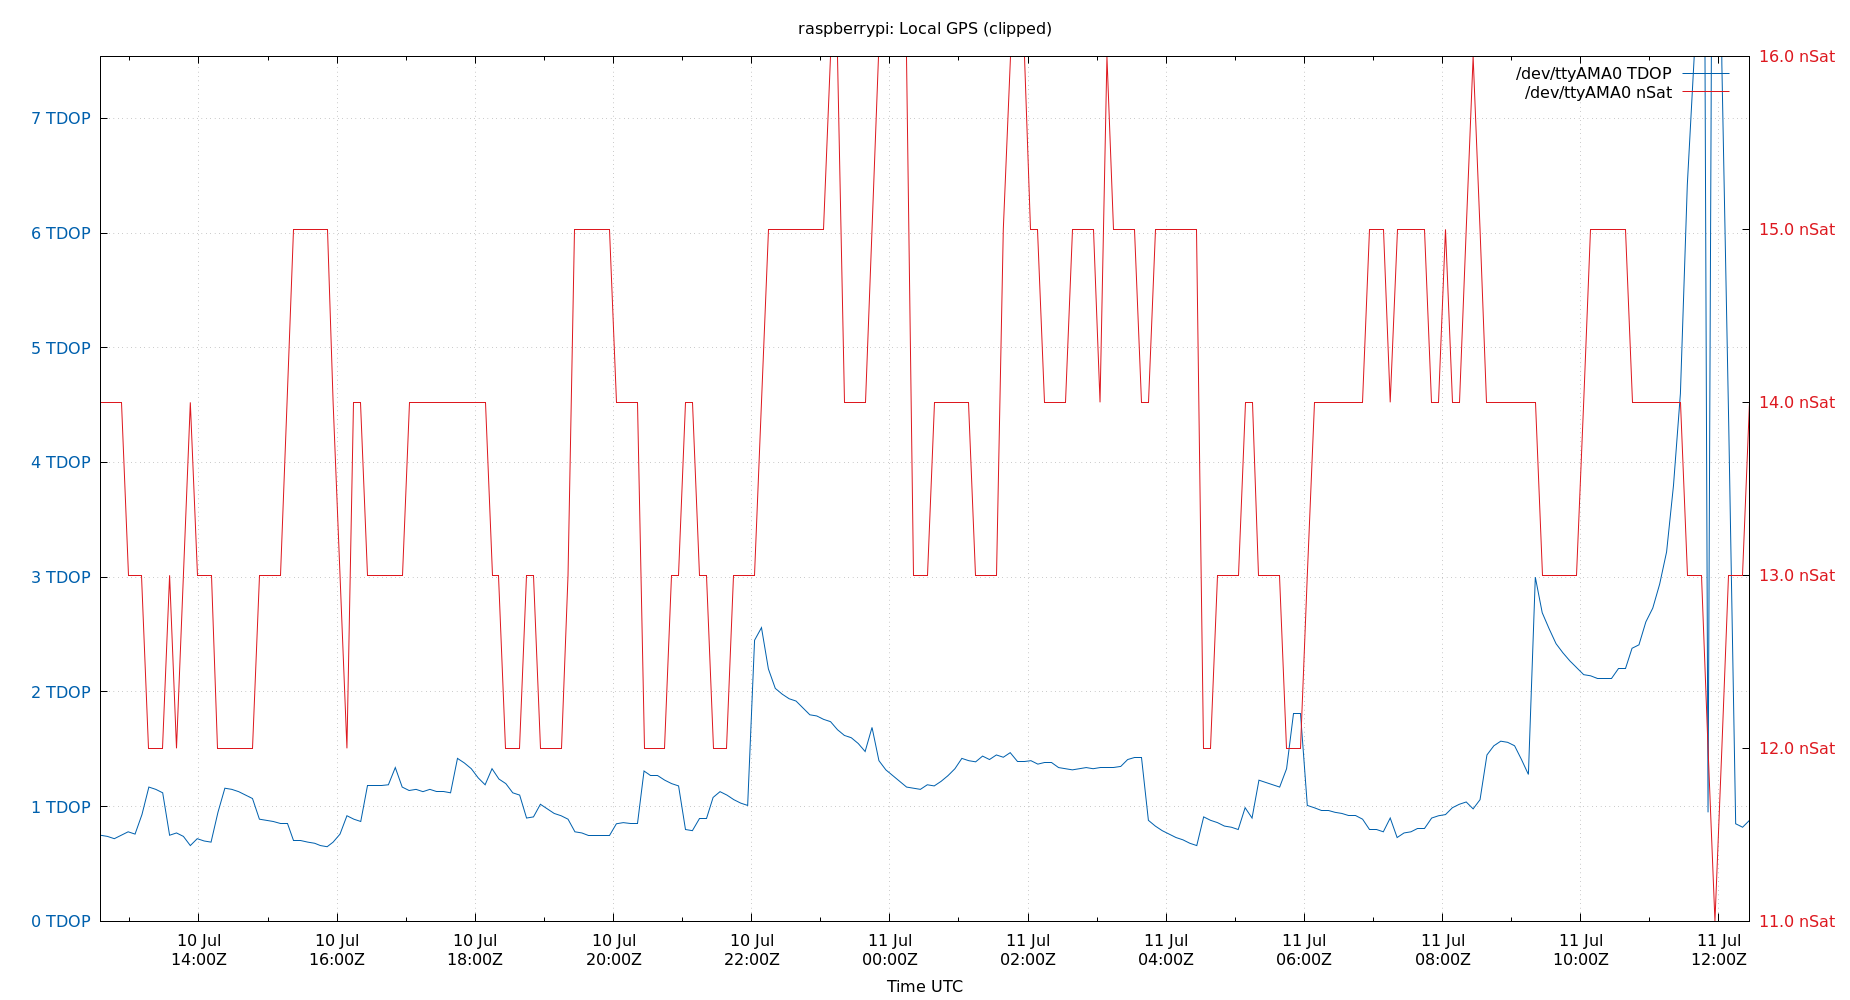 raspberrypi: Local GPS (clipped)
/dev/ttyAMA0 TDOP
/dev/ttyAMA0 nSat
7 TDOP
6 TDOP
5 TDOP
4 TDOP
3 TDOP
2 TDOP
1 TDOP
0 TDOP
16.0 nSat
15.0 nSat
14.0 nSat
13.0 nSat
12.0 nSat
11.0 nSat
10 Jul
14:00Z
10 Jul
16:00Z
10 Jul
18:00Z
10 Jul
20:00Z
10 Jul
22:00Z
11 Jul
00:00Z
11 Jul
02:00Z
11 Jul
04:00Z
11 Jul
06:00Z
11 Jul
08:00Z
11 Jul
10:00Z
11 Jul
12:00Z
Time UTC